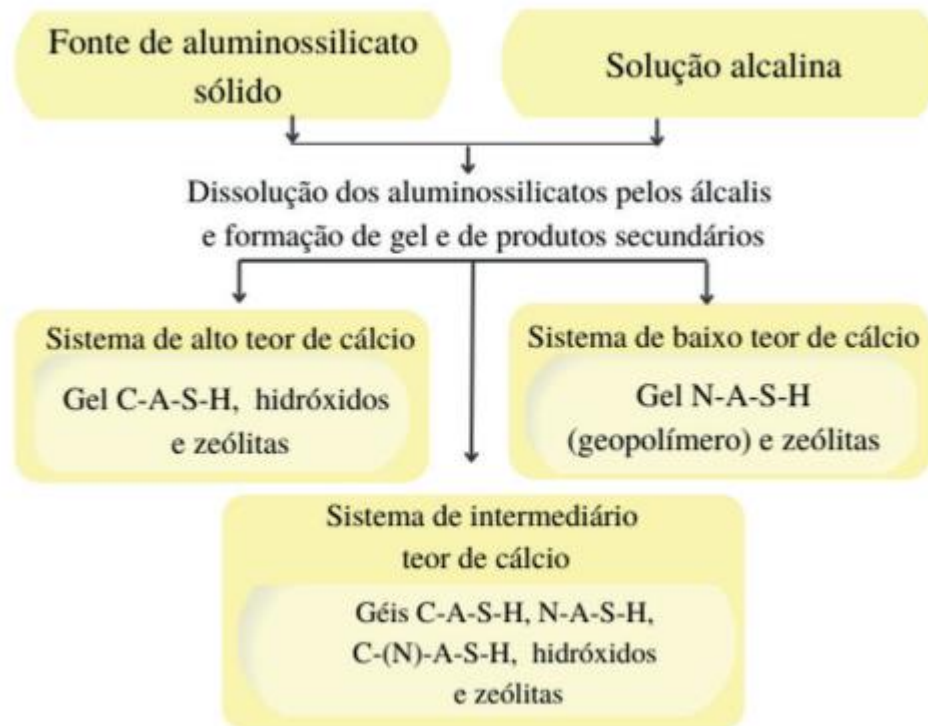 Fonte de aluminossilicato
sólido
Solução alcalina
Dissolução dos aluminossilicatos pelos álcalis
e formação de gel e de produtos secundários
Sistema de alto teor de cálcio
Gel C-A-S-H, hidróxidos
e zeólitas
Sistema de baixo teor de cálcio
Gel N-A-S-H
(geopolímero) e zeólitas
Sistema de intermediário
teor de cálcio
Géis C-A-S-H, N-A-S-H,
C-(N)-A-S-H, hidróxidos
e zeólitas